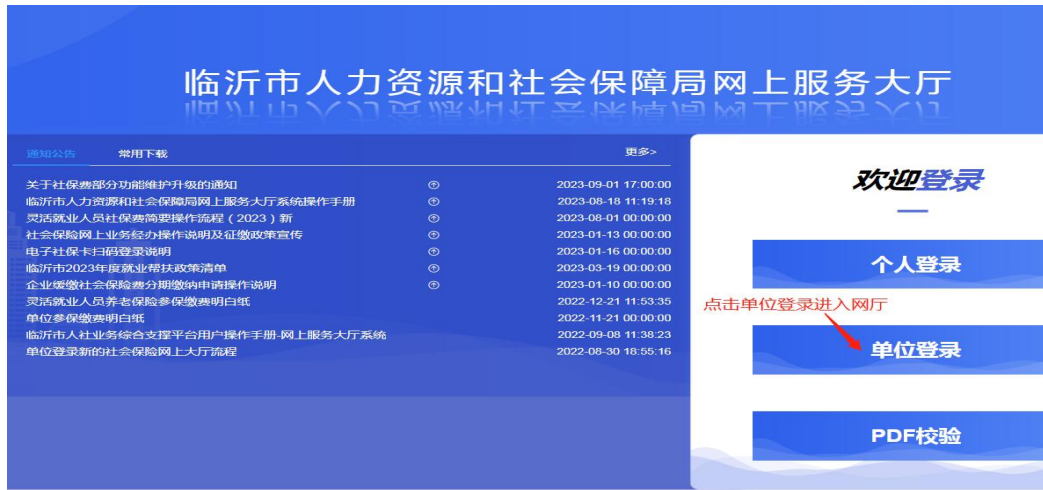 临沂市人力资源和社会保障局网上服务大厅
通知公告 常用下载 更多>
关于社保费部分功能维护升级的通知 2023-09-01 17:00:00
临沂市人力资源和社会保障局网上服务大厅系统操作手册 2023-08-18 11:19:18
灵活就业人员社保费简要操作流程（2023）新 2023-08-01 00:00:00
社会保险网上业务经办操作说明及征缴政策宣传 2023-01-13 00:00:00
电子社保卡扫码登录说明 2023-01-16 00:00:00
临沂市2023年度就业帮扶政策清单 2023-03-19 00:00:00
企业缓缴社会保险费分期缴纳申请操作说明 2023-01-10 00:00:00
灵活就业人员养老保险参保缴费明白纸 2022-12-21 11:53:35
单位参保缴费明白纸 2022-11-21 00:00:00
临沂市人社业务综合支撑平台用户操作手册-网上服务大厅系统 2022-09-08 11:38:23
单位登录新的社会保险网上大厅流程 2022-08-30 18:55:16
欢迎登录
个人登录
点击单位登录进入网厅
单位登录
PDF校验